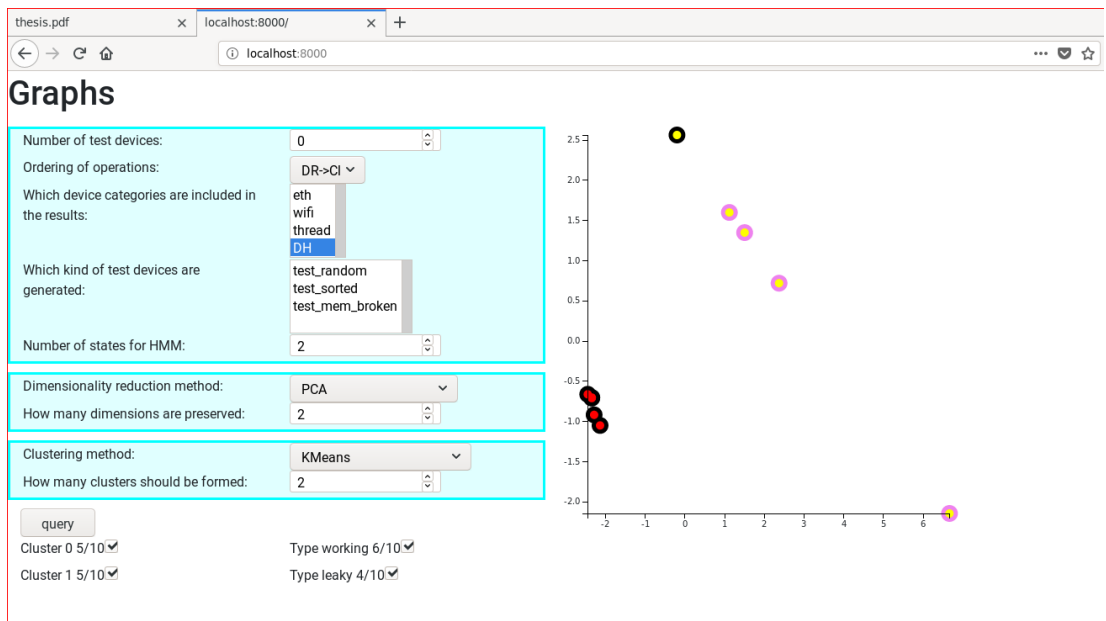 thesis.pdf
localhost:8000/
localhost:8000
Graphs
Number of test devices:
0
Ordering of operations:
DR->Cl
Which device categories are included in
the results:
eth
wifi
thread
DH
Which kind of test devices are
generated:
test_random
test_sorted
test_mem_broken
Number of states for HMM:
2
Dimensionality reduction method:
PCA
How many dimensions are preserved:
2
Clustering method:
KMeans
How many clusters should be formed:
2
query
Cluster 0 5/10
Type working 6/10
Cluster 1 5/10
Type leaky 4/10
2.5
2.0
1.5
1.0
0.5
0.0
-0.5
-1.0
-1.5
-2.0
-2 -1 0 1 2 3 4 5 6